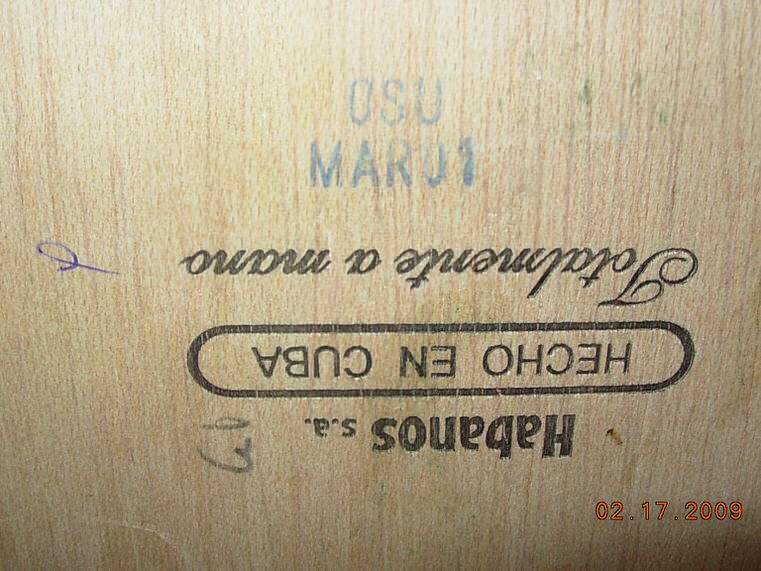 OSU
MAR01
Habanos s.a.
HECHO EN CUBA
Totalmente a mano
02.17.2009